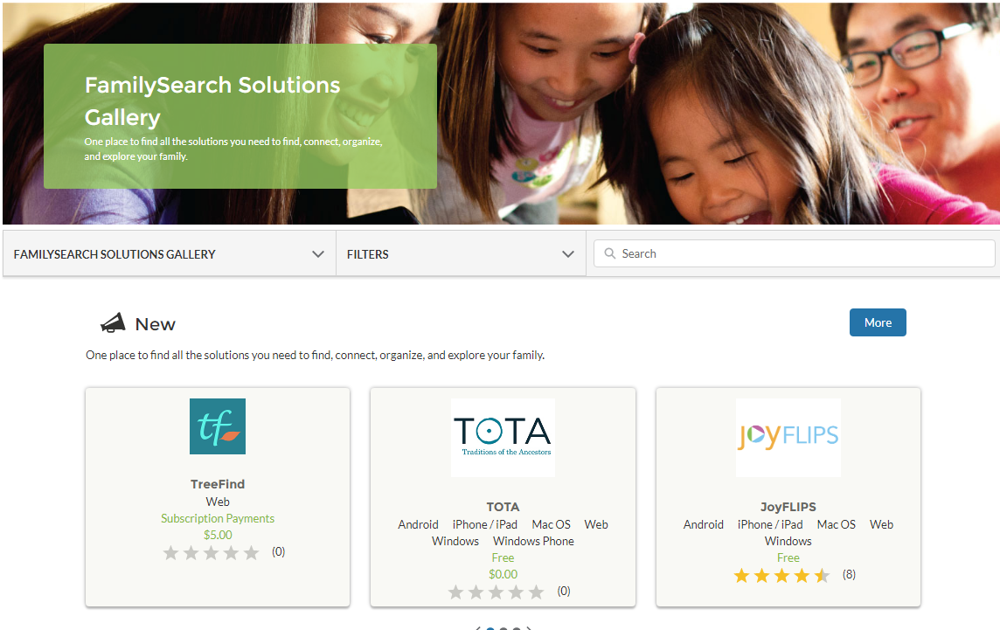 FamilySearch Solutions
Gallery
One place to find all the solutions you need to find, connect, organize,
and explore your family.
FAMILYSEARCH SOLUTIONS GALLERY
FILTERS
Search
New
More
One place to find all the solutions you need to find, connect, organize, and explore your family.
tf
TreeFind
Web
Subscription Payments
$5.00
(0)
TOTA
Traditions of the Ancestors
TOTA
Android iPhone / iPad Mac OS Web
Windows Windows Phone
Free
$0.00
(0)
JOYFLIPS
JoyFLIPS
Android iPhone / iPad Mac OS Web
Windows
Free
(8)